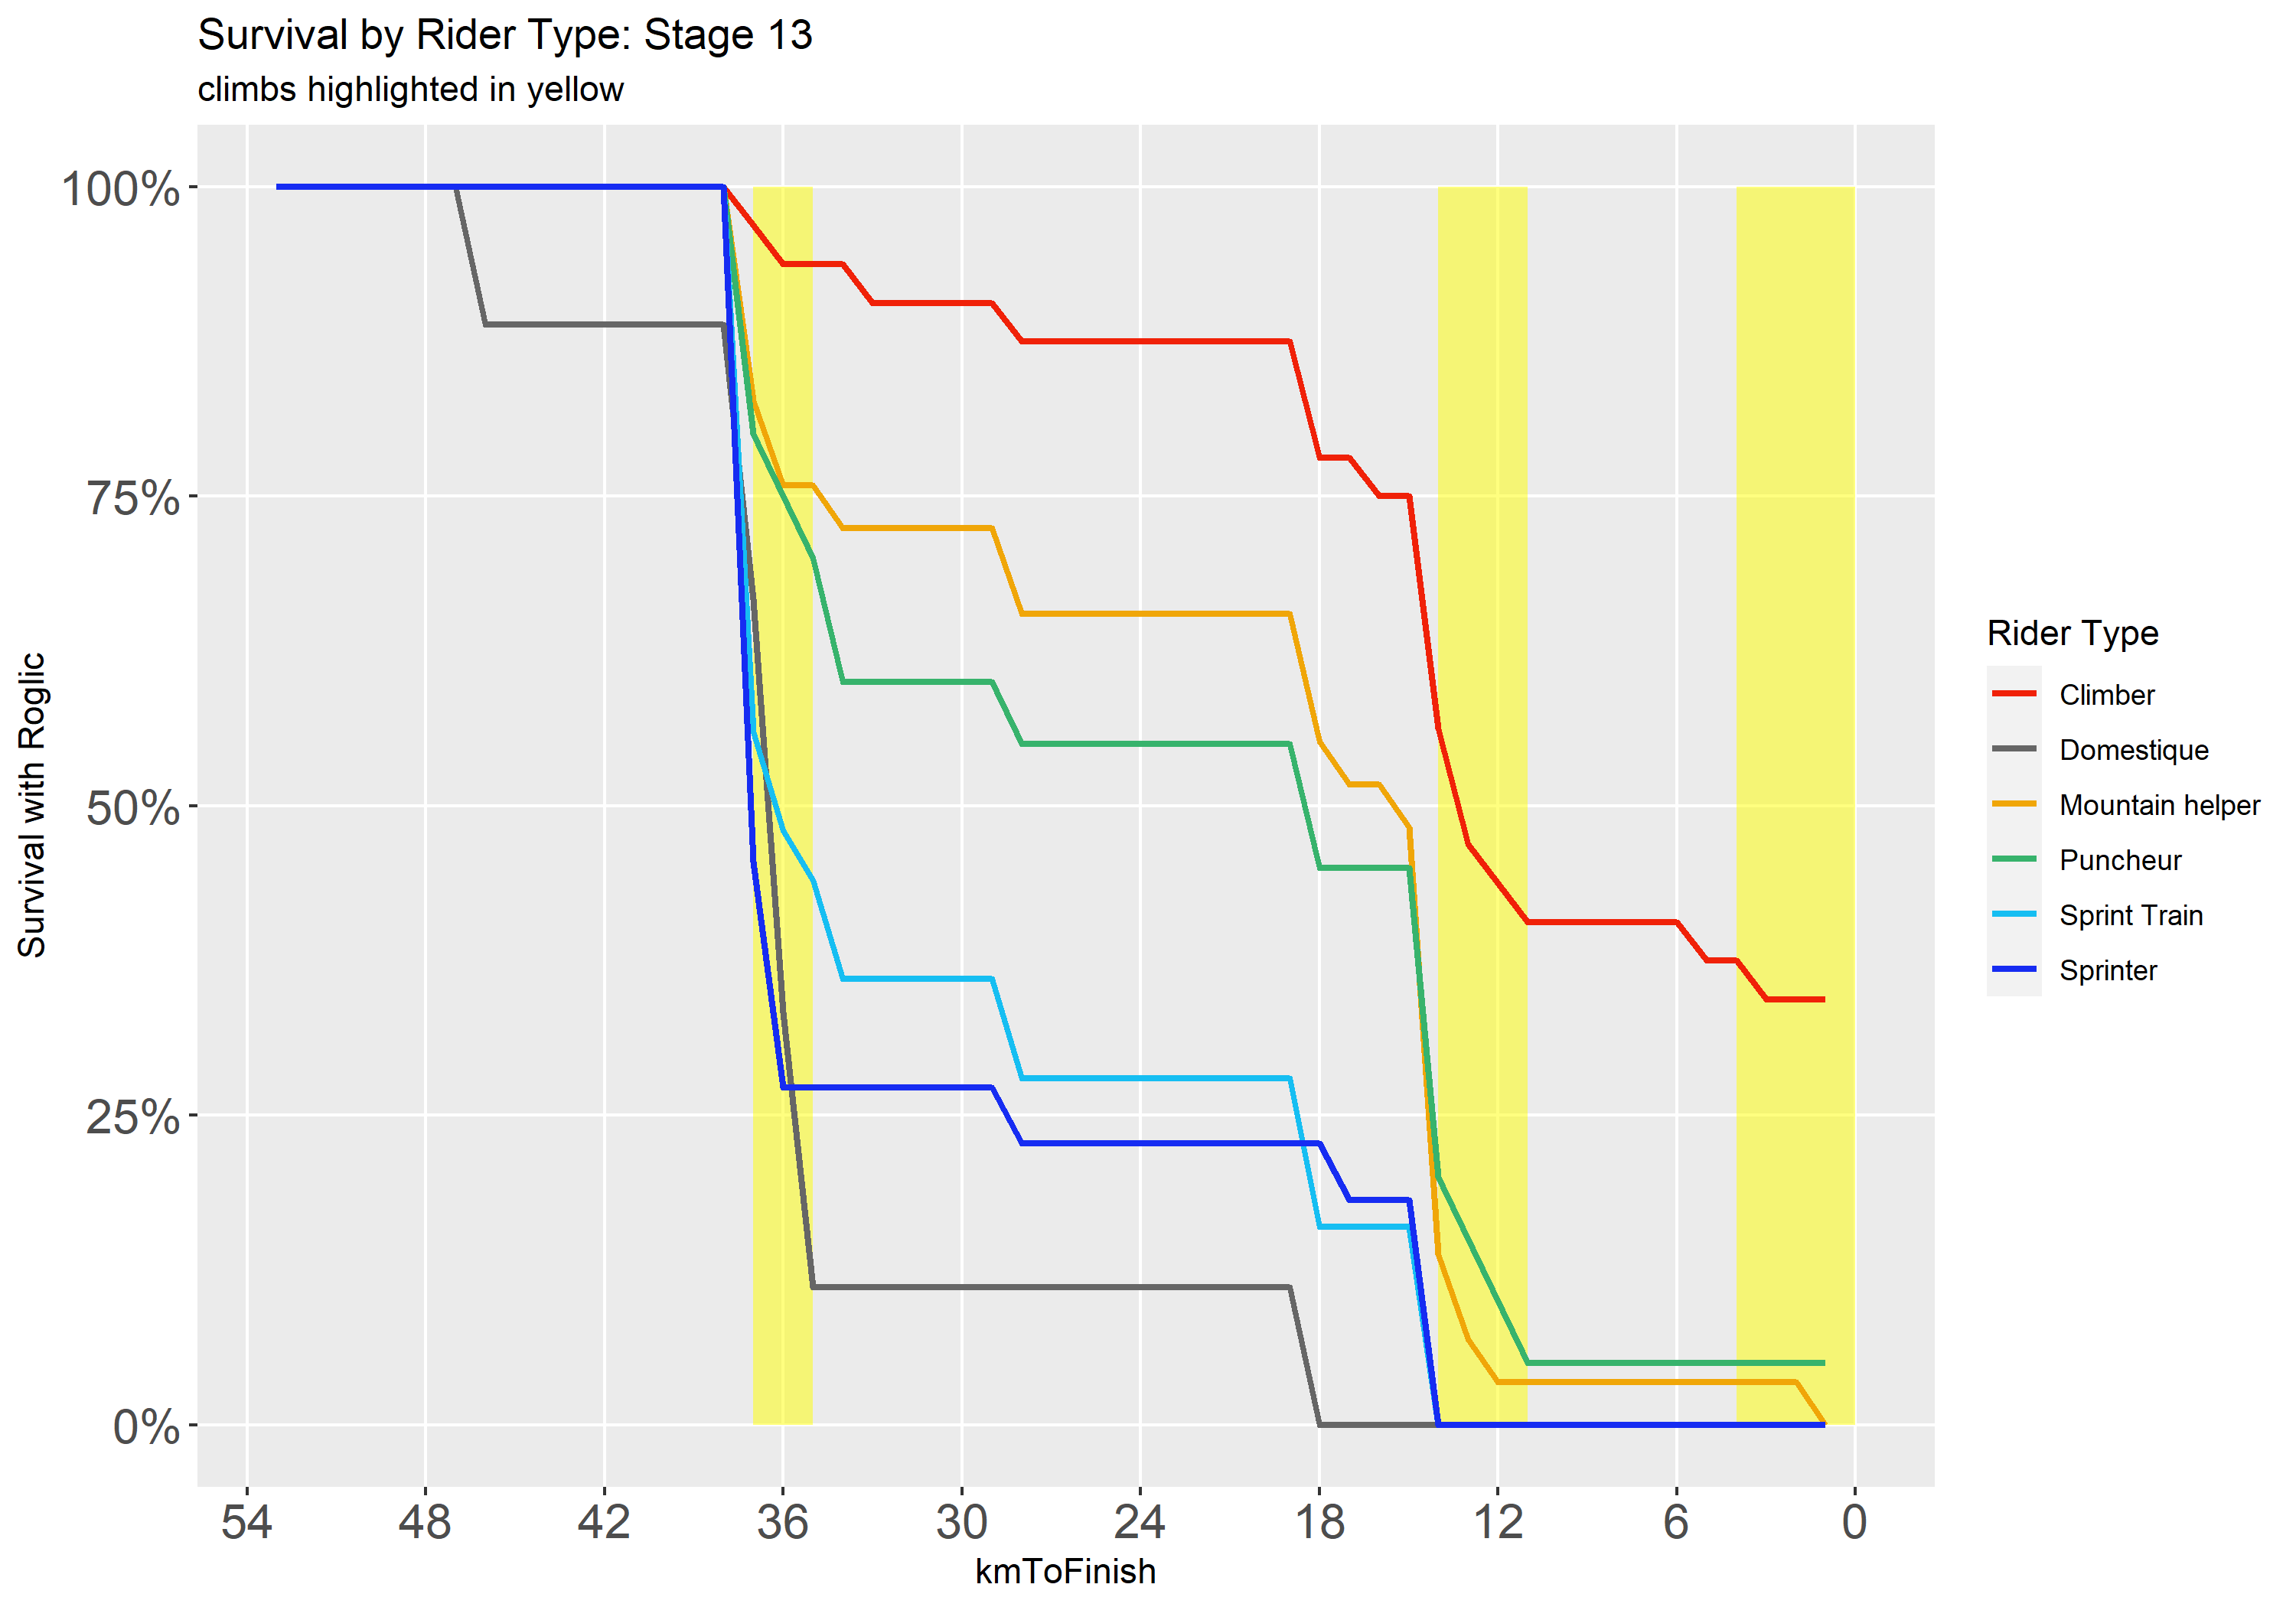 Survival by Rider Type: Stage 13
climbs highlighted in yellow
Survival with Roglic
100%
75%
50%
25%
0%
54 48 42 36 30 24 18 12 6 0
kmToFinish
Rider Type
Climber
Domestique
Mountain helper
Puncheur
Sprint Train
Sprinter